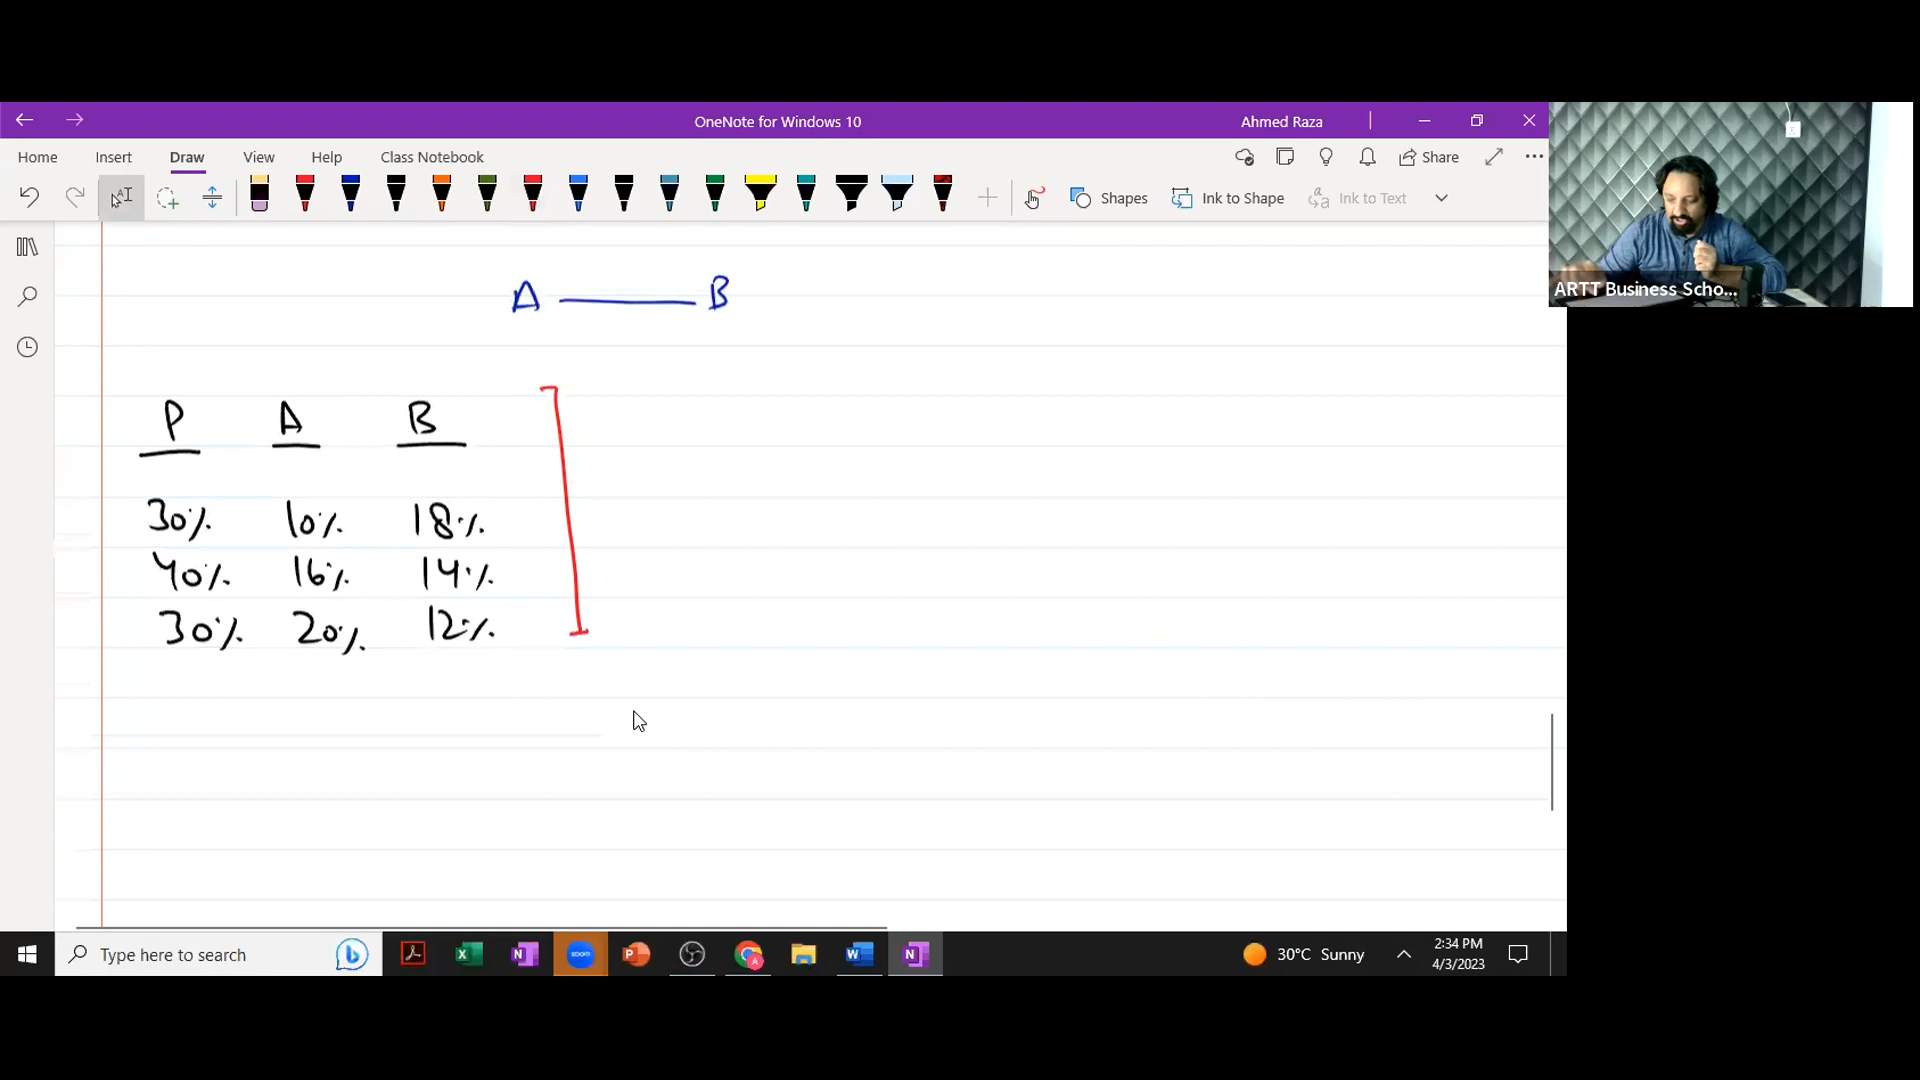 OneNote for Windows 10
Ahmed Raza
Home Insert Draw View Help Class Notebook
Share
Shapes Ink to Shape Ink to Text
ARTT Business Scho...
A B
P A B
30% 10% 18%
40% 16% 14%
30% 20% 12%
Type here to search
zoom
30°C Sunny
2:34 PM
4/3/2023